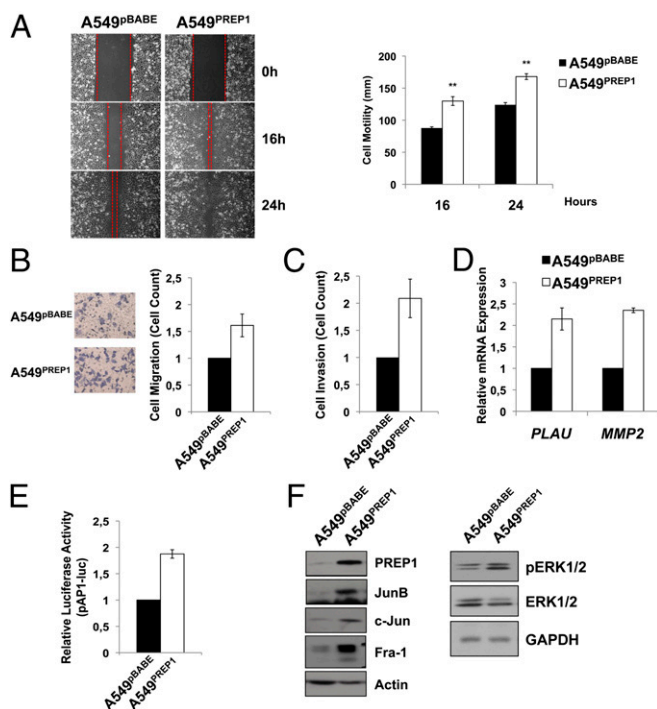 A
A549pBABE
A549PREP1
0h
16h
24h
Cell Motility (mm)
200
150
100
50
0
**
**
16
24
Hours
A549pBABE
A549PREP1
B
A549pBABE
A549PREP1
Cell Migration (Cell Count)
2,5
2
1,5
1
0,5
0
A549pBABE
A549PREP1
C
Cell Invasion (Cell Count)
2,5
2
1,5
1
0,5
0
A549pBABE
A549PREP1
D
A549pBABE
A549PREP1
Relative mRNA Expression
3
2,5
2
1,5
1
0,5
0
PLAU
MMP2
E
Relative Luciferase Activity
(pAP1-luc)
2,5
2
1,5
1
0,5
0
A549pBABE
A549PREP1
F
A549pBABE
A549PREP1
PREP1
JunB
c-Jun
Fra-1
Actin
A549pBABE
A549PREP1
pERK1/2
ERK1/2
GAPDH